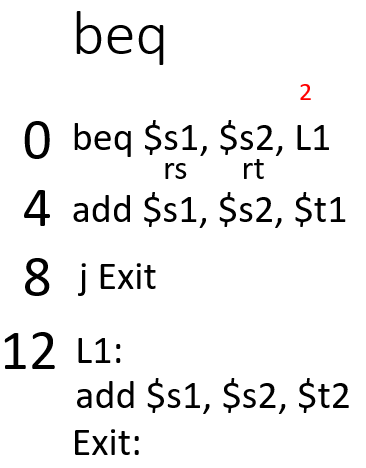 beq
2
0 beq $s1, $s2, L1
rs rt
4 add $s1, $s2, $t1
8 j Exit
12 L1:
add $s1, $s2, $t2
Exit: